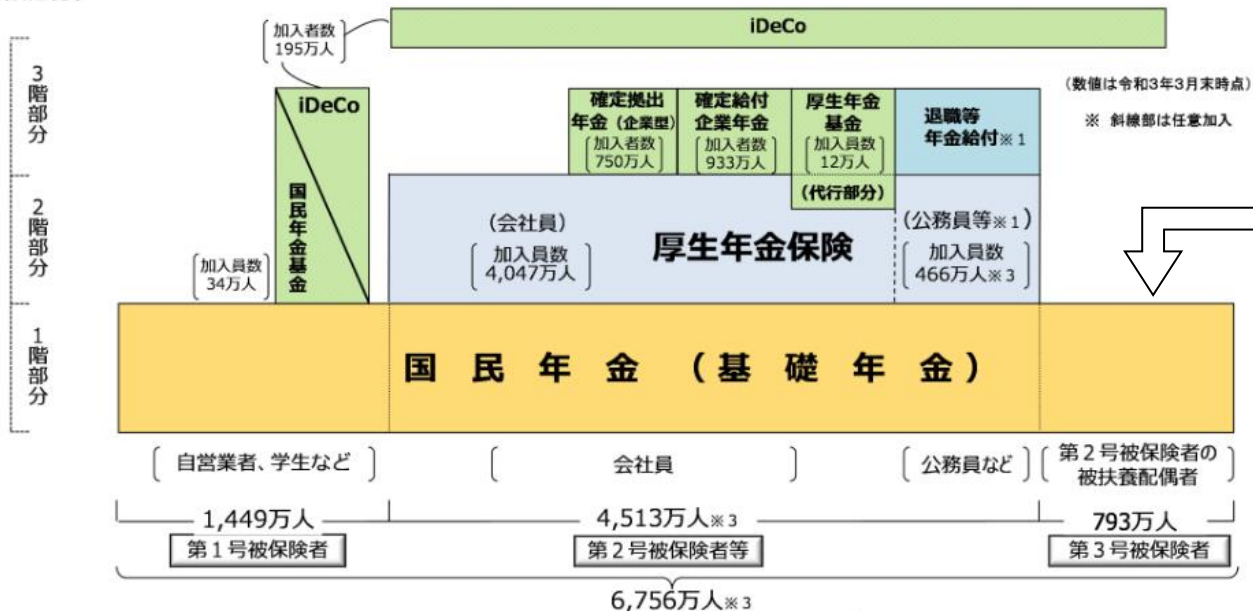 iDeCo
加入者数
195万人
3階部分
iDeCo
確定拠出
年金(企業型)
加入者数
750万人
確定給付
企業年金
加入者数
933万人
厚生年金
基金
加入員数
12万人
(代行部分)
退職等
年金給付※1
(数値は令和3年3月末時点)
※ 斜線部は任意加入
2階部分
国民年金基金
加入員数
34万人
(会社員)
加入員数
4,047万人
厚生年金保険
(公務員等※1)
加入員数
466万人※3
1階部分
国民年金(基礎年金)
自営業者、学生など
会社員
公務員など
第2号被保険者の
被扶養配偶者
1,449万人
4,513万人※3
793万人
第1号被保険者
第2号被保険者等
第3号被保険者
6,756万人※3